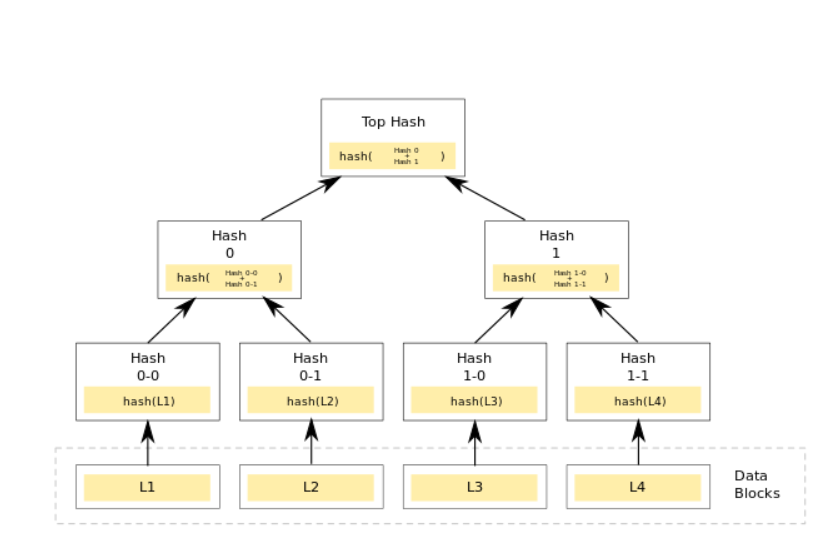 Top Hash
hash( Hash 0 + Hash 1 )
Hash
0
hash( Hash 0-0 + Hash 0-1 )
Hash
1
hash( Hash 1-0 + Hash 1-1 )
Hash
0-0
hash(L1)
Hash
0-1
hash(L2)
Hash
1-0
hash(L3)
Hash
1-1
hash(L4)
L1
L2
L3
L4
Data
Blocks